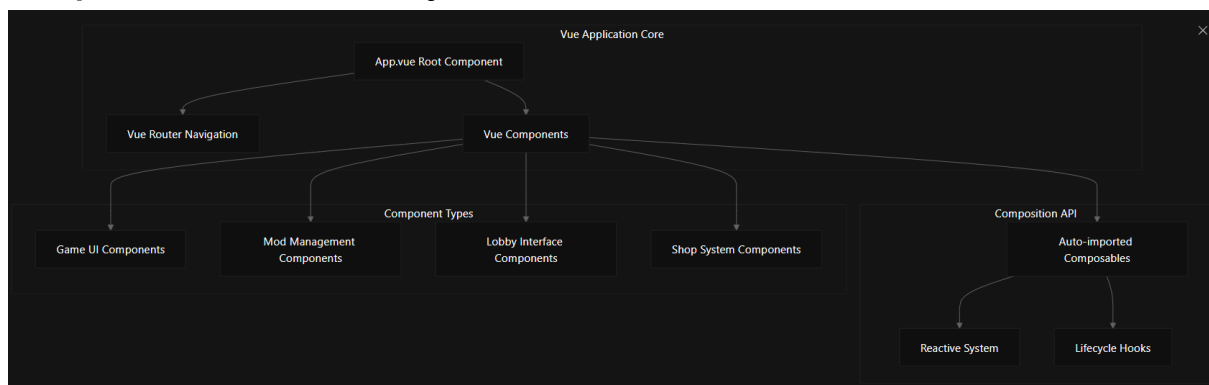 Vue Application Core
App.vue Root Component
Vue Router Navigation
Vue Components
Component Types
Game UI Components
Mod Management
Components
Lobby Interface
Components
Shop System Components
Composition API
Auto-imported
Composables
Reactive System
Lifecycle Hooks